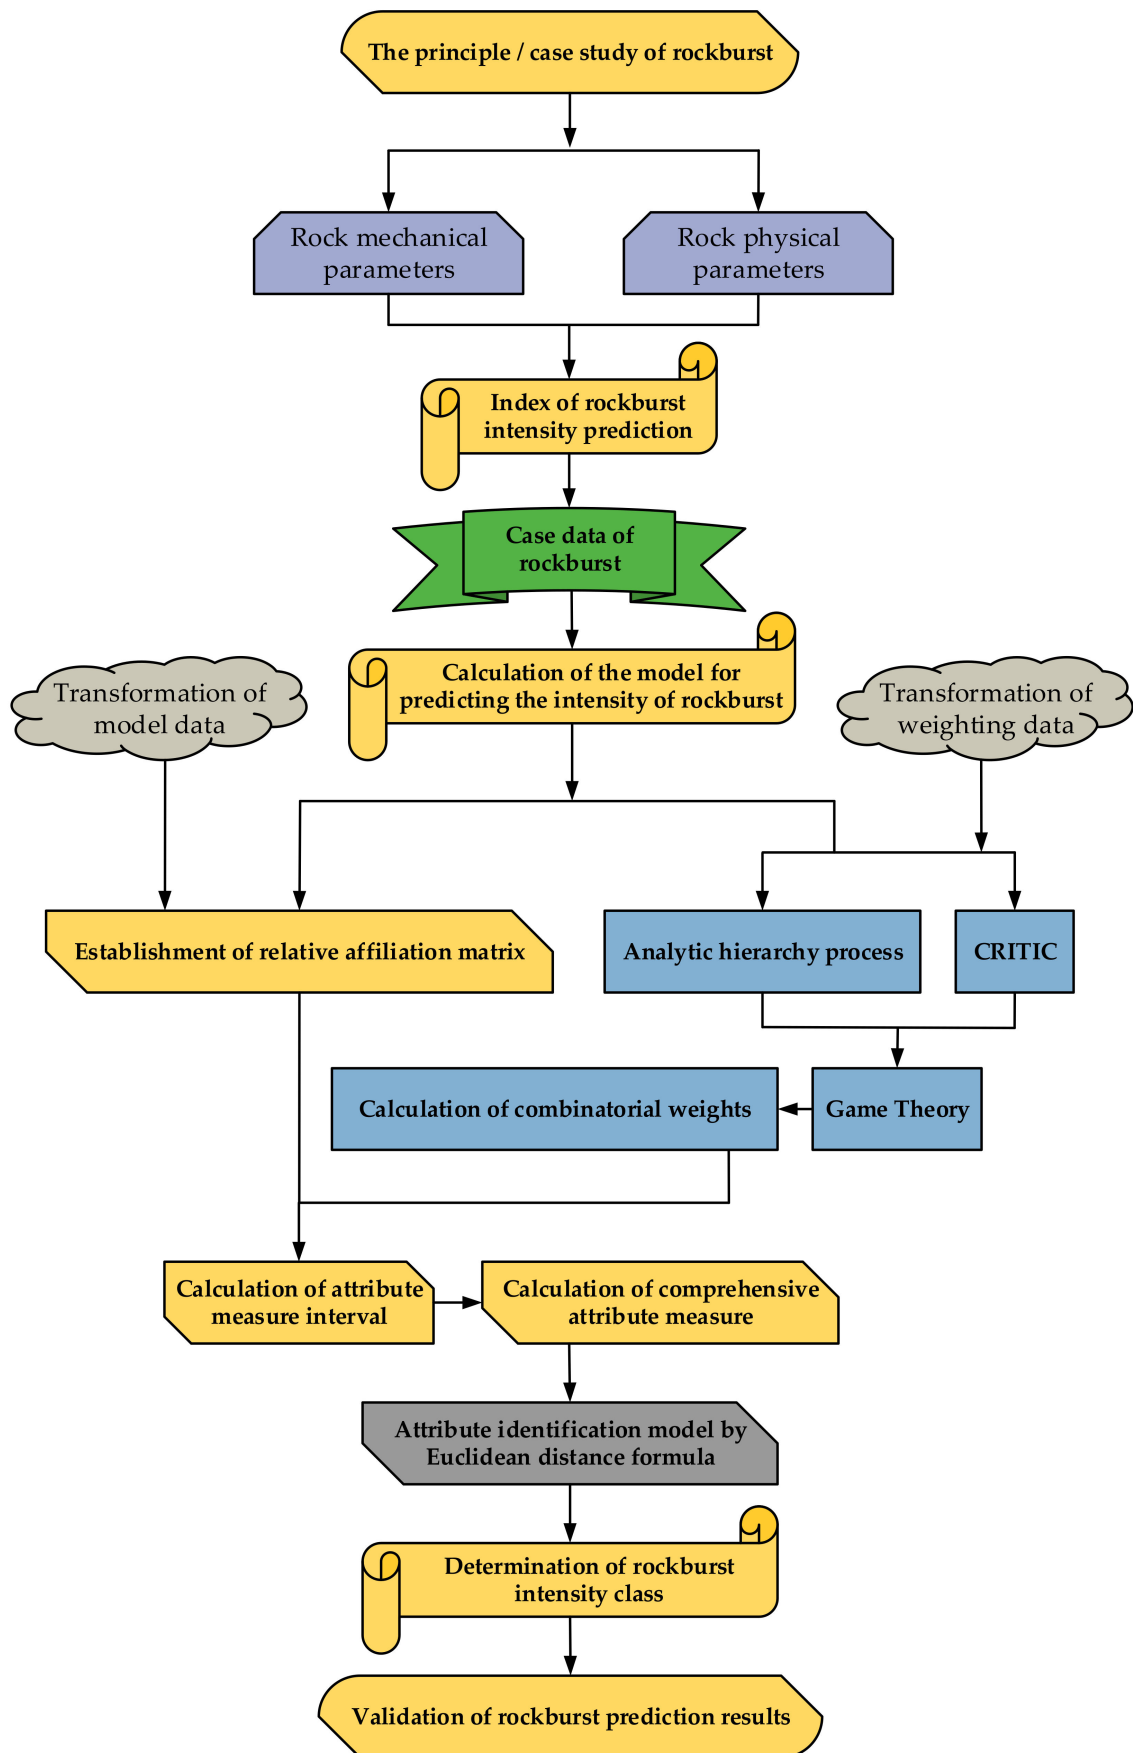 The principle / case study of rockburst
Rock mechanical
parameters
Rock physical
parameters
Index of rockburst
intensity prediction
Case data of
rockburst
Calculation of the model for
predicting the intensity of rockburst
Transformation of
model data
Transformation of
weighting data
Establishment of relative affiliation matrix
Analytic hierarchy process
CRITIC
Calculation of combinatorial weights
Game Theory
Calculation of attribute
measure interval
Calculation of comprehensive
attribute measure
Attribute identification model by
Euclidean distance formula
Determination of rockburst
intensity class
Validation of rockburst prediction results